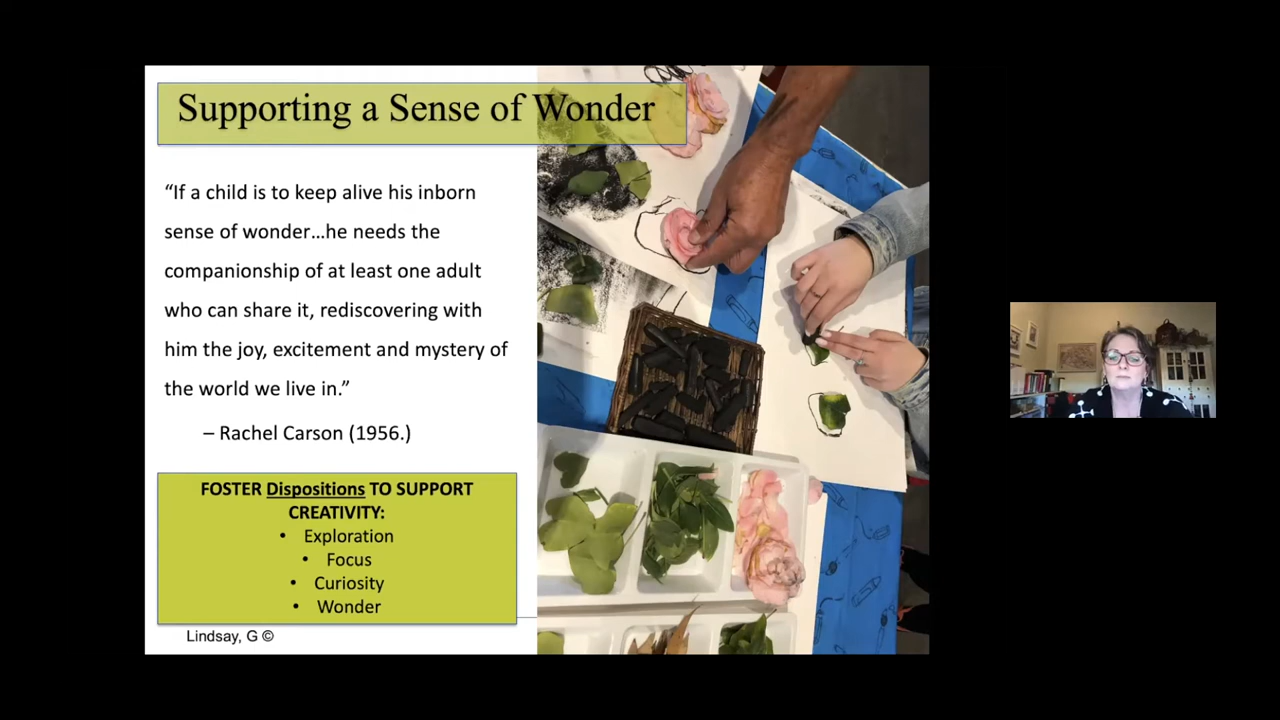 Supporting a Sense of Wonder
“If a child is to keep alive his inborn
sense of wonder…he needs the
companionship of at least one adult
who can share it, rediscovering with
him the joy, excitement and mystery of
the world we live in.”
– Rachel Carson (1956.)
FOSTER Dispositions TO SUPPORT
CREATIVITY:
• Exploration
• Focus
• Curiosity
• Wonder
Lindsay, G ©